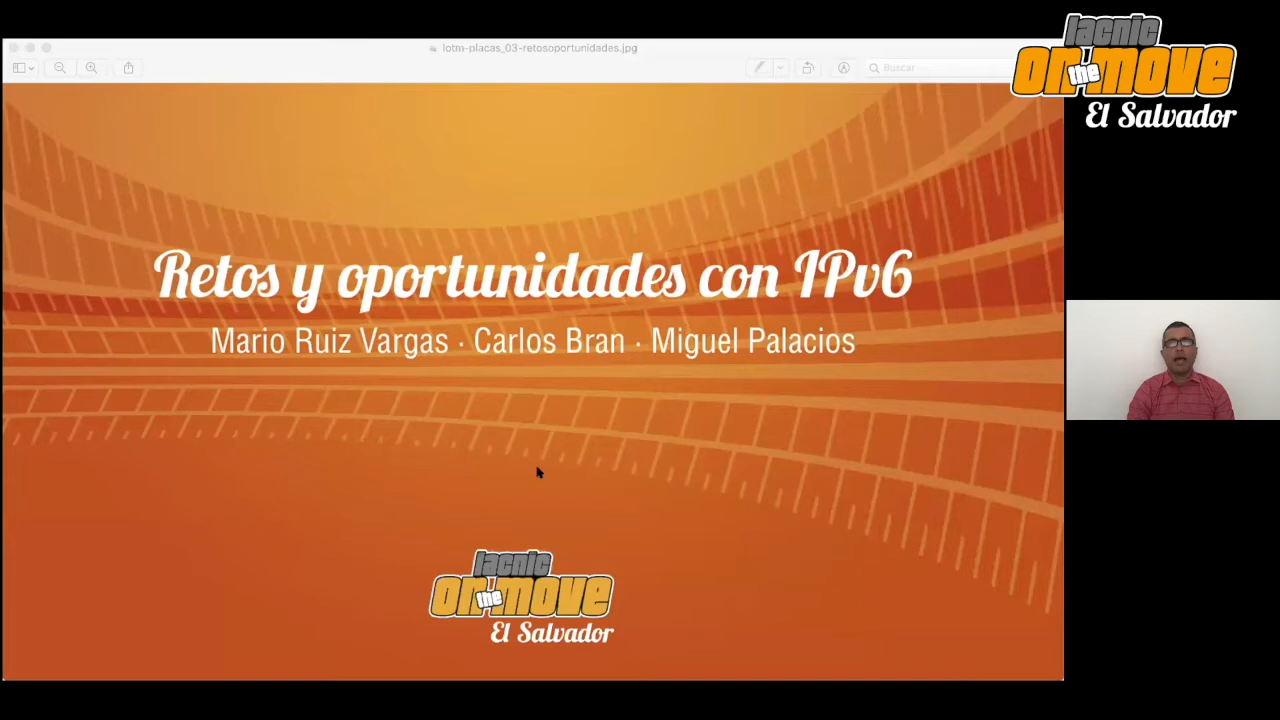 lotm-placas_03-retosoportunidades.jpg
Buscar
lacnic
on the move
El Salvador
Retos y oportunidades con IPv6
Mario Ruiz Vargas · Carlos Bran · Miguel Palacios
lacnic
on the move
El Salvador